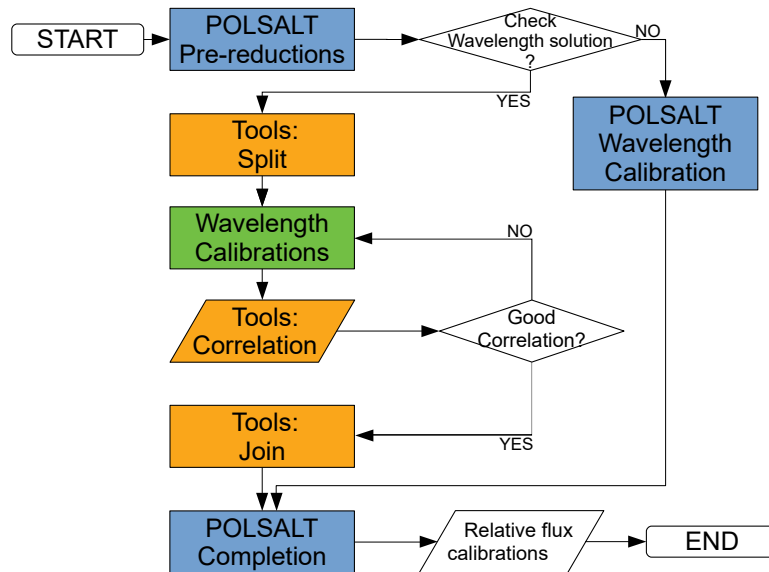 START
POLSALT
Pre-reductions
Check
Wavelength solution
?
NO
YES
POLSALT
Wavelength
Calibration
Tools:
Split
Wavelength
Calibrations
NO
Tools:
Correlation
Good
Correlation?
YES
Tools:
Join
POLSALT
Completion
Relative flux
calibrations
END